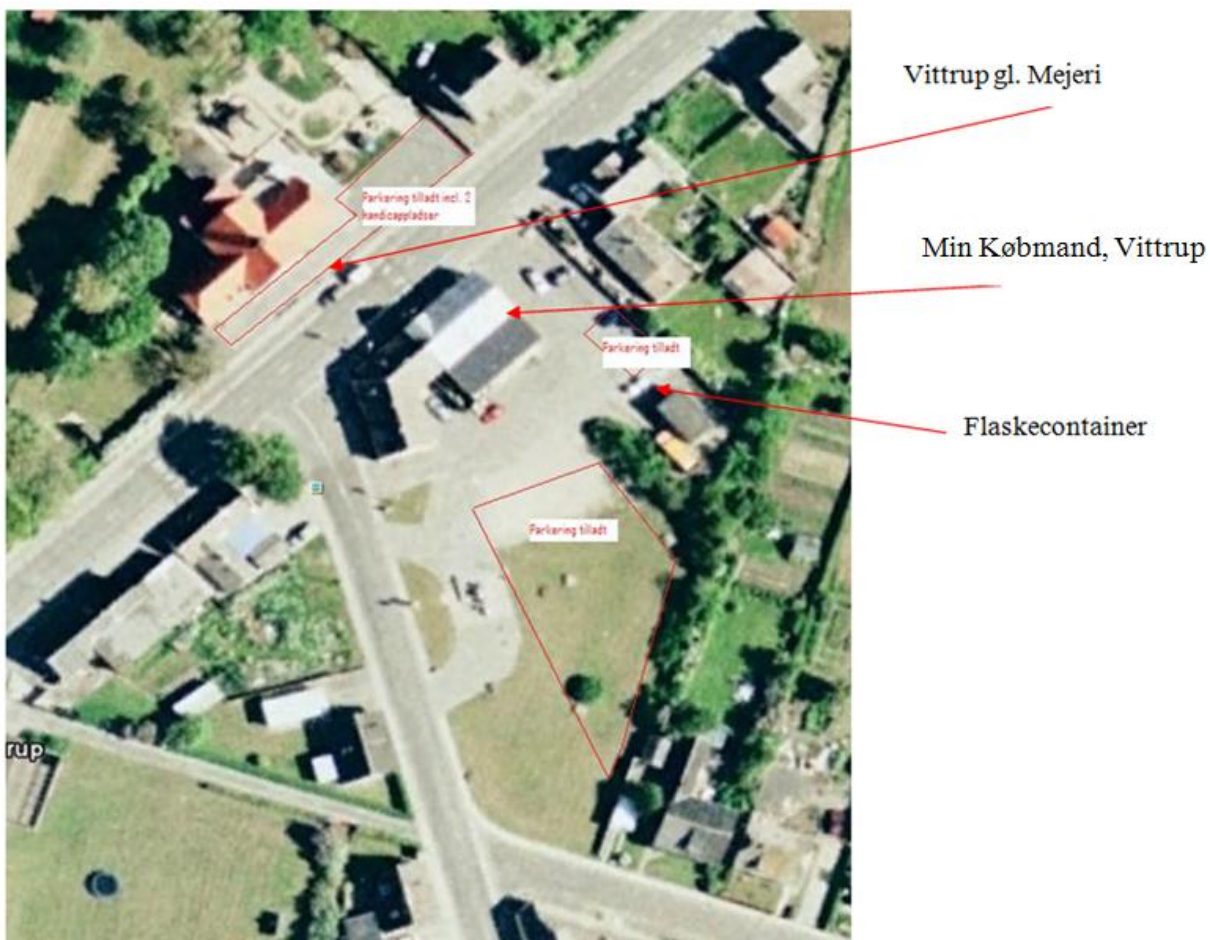 Vittrup gl. Mejeri
Parkering tilladt incl. 2
handicappladser
Min Købmand, Vittrup
Parkering tilladt
Flaskecontainer
Parkering tilladt
rup